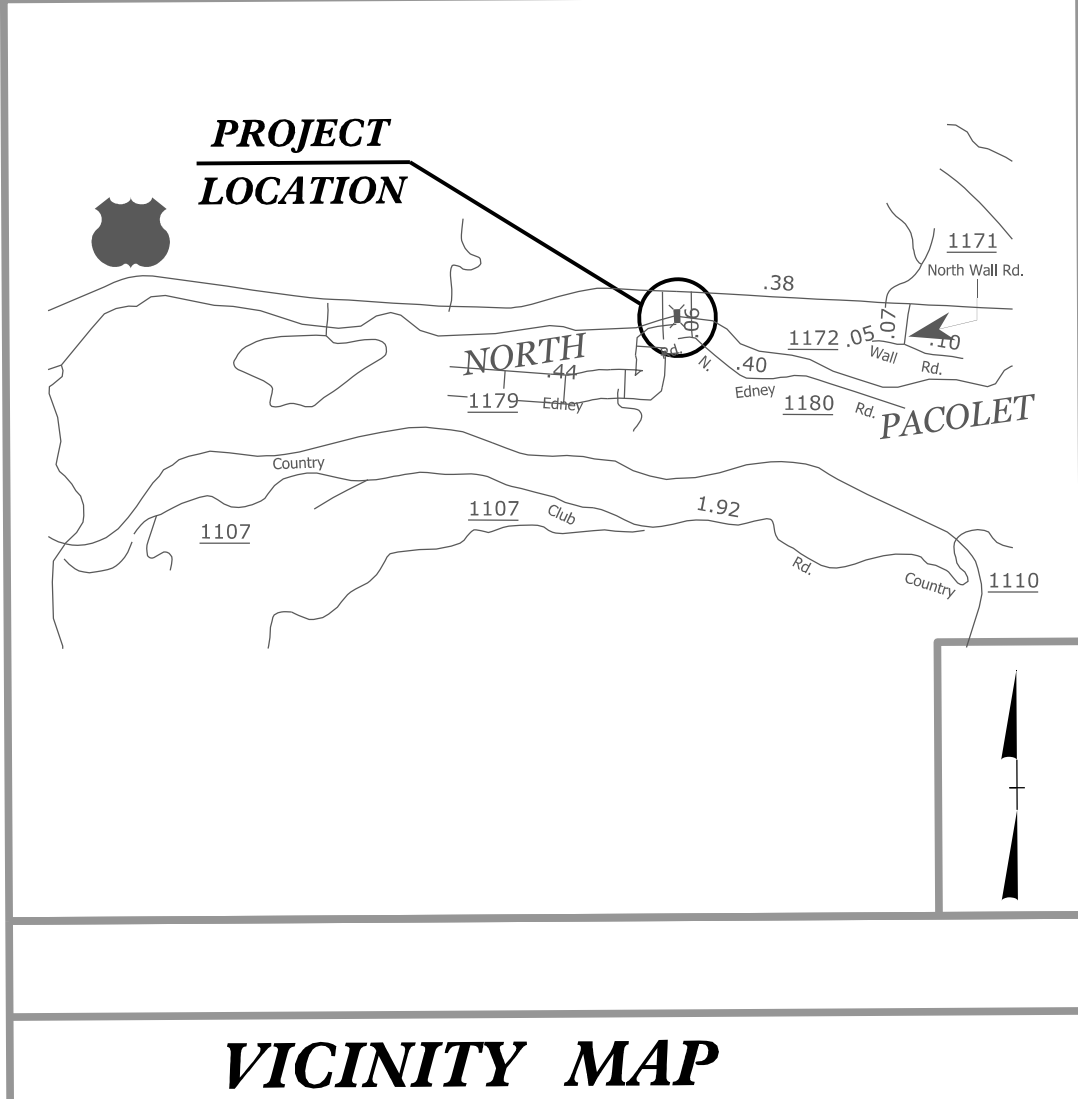 PROJECT
LOCATION
1171
North Wall Rd.
.38
.06
1172
.05
.07
.10
Wall
Rd.
NORTH
Rd.
N.
.40
.44
1179
Edney
Edney
1180
Rd.
PACOLET
Country
1107
1107
Club
1.92
Rd.
Country
1110
VICINITY MAP